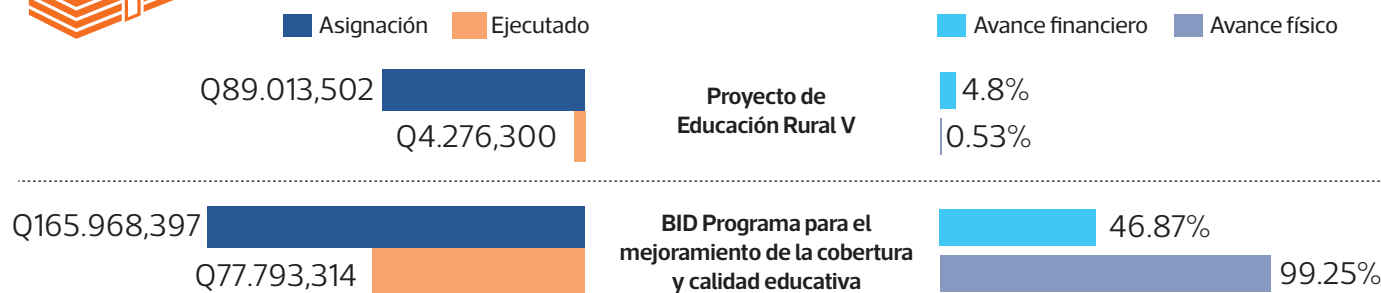 Asignación Ejecutado
Avance financiero Avance físico
Q89.013,502
Q4.276,300
Proyecto de
Educación Rural V
4.8%
0.53%
Q165.968,397
Q77.793,314
BID Programa para el
mejoramiento de la cobertura
y calidad educativa
46.87%
99.25%